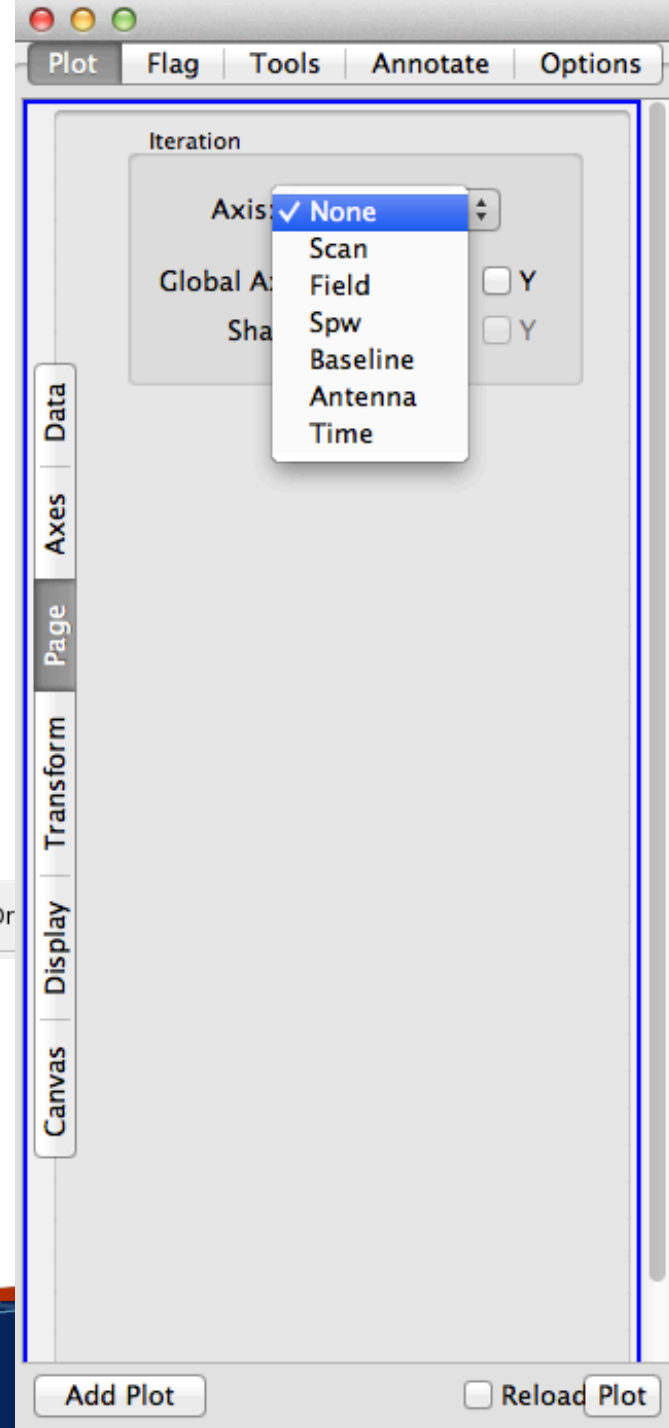 Plot Flag Tools Annotate Options
Iteration
Axis: ✓ None
Scan
Global A Field Y
Sha Spw Y
Baseline
Antenna
Time
Data
Axes
Page
Transform
Display
Canvas
Add Plot Reload Plot